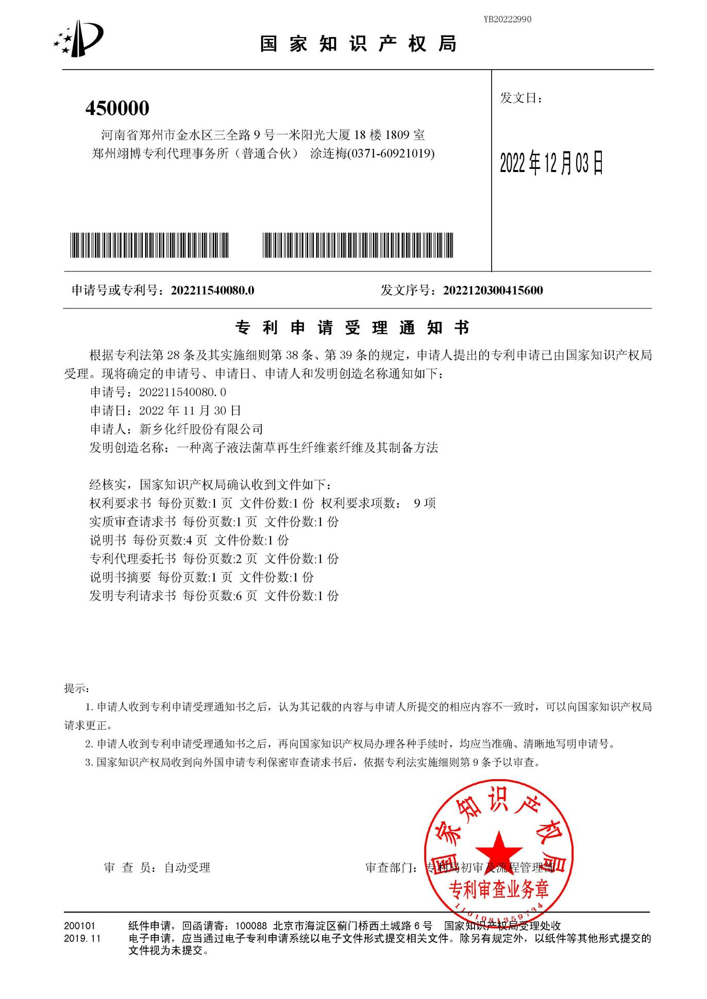 YB20222990
国家知识产权局
450000
河南省郑州市金水区三全路 9 号一米阳光大厦 18 楼 1809 室
郑州翊博专利代理事务所（普通合伙） 涂连梅(0371-60921019)
发文日：
2022年12月03日
申请号或专利号：202211540080.0
发文序号：2022120300415600
专利申请受理通知书
根据专利法第 28 条及其实施细则第 38 条、第 39 条的规定，申请人提出的专利申请已由国家知识产权局
受理。现将确定的申请号、申请日、申请人和发明创造名称通知如下：
申请号：202211540080.0
申请日：2022 年 11 月 30 日
申请人：新乡化纤股份有限公司
发明创造名称：一种离子液法菌草再生纤维素纤维及其制备方法
经核实，国家知识产权局确认收到文件如下：
权利要求书 每份页数:1 页 文件份数:1 份 权利要求项数： 9 项
实质审查请求书 每份页数:1 页 文件份数:1 份
说明书 每份页数:4 页 文件份数:1 份
专利代理委托书 每份页数:2 页 文件份数:1 份
说明书摘要 每份页数:1 页 文件份数:1 份
发明专利请求书 每份页数:6 页 文件份数:1 份
提示：
1. 申请人收到专利申请受理通知书之后，认为其记载的内容与申请人所提交的相应内容不一致时，可以向国家知识产权局
请求更正。
2. 申请人收到专利申请受理通知书之后，再向国家知识产权局办理各种手续时，均应当准确、清晰地写明申请号。
3. 国家知识产权局收到向外国申请专利保密审查请求书后，依据专利法实施细则第 9 条予以审查。
审 查 员：自动受理
审查部门：专利局初审及流程管理部
国家知识产权局
专利审查业务章
1101081359734
200101 纸件申请，回函请寄：100088 北京市海淀区蓟门桥西土城路 6 号 国家知识产权局受理处收
2019.11 电子申请，应当通过电子专利申请系统以电子文件形式提交相关文件。除另有规定外，以纸件等其他形式提交的
文件视为未提交。